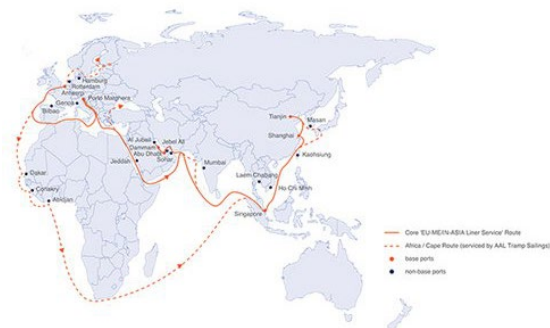 Hamburg
Rotterdam
Antwerp
Porto Marghera
Genoa
Bilbao
Tianjin
Masan
Shanghai
Al Jubail
Jebel Ali
Dammam
Abu Dhabi
Sohar
Kaohsiung
Jeddah
Mumbai
Laem Chabang
Ho Chi Minh
Dakar
Conakry
Abidjan
Singapore
Core 'EU-ME/IN-ASIA Liner Service' Route
Africa / Cape Route (serviced by AAL Tramp Sailings)
base ports
non-base ports